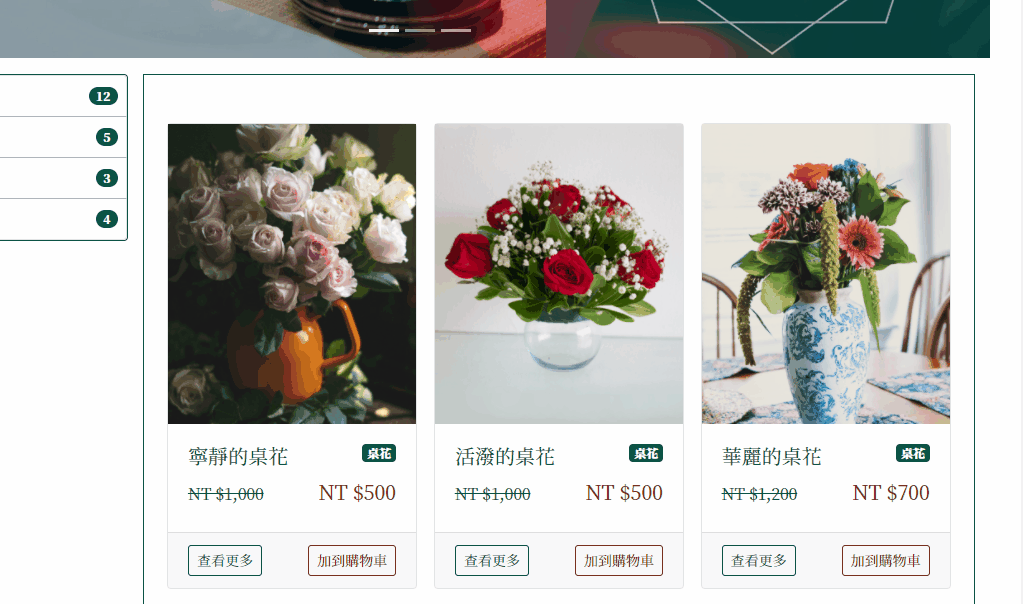 12
5
3
4
寧靜的桌花 桌花
NT $1,000 NT $500
查看更多 加到購物車
活潑的桌花 桌花
NT $1,000 NT $500
查看更多 加到購物車
華麗的桌花 桌花
NT $1,200 NT $700
查看更多 加到購物車